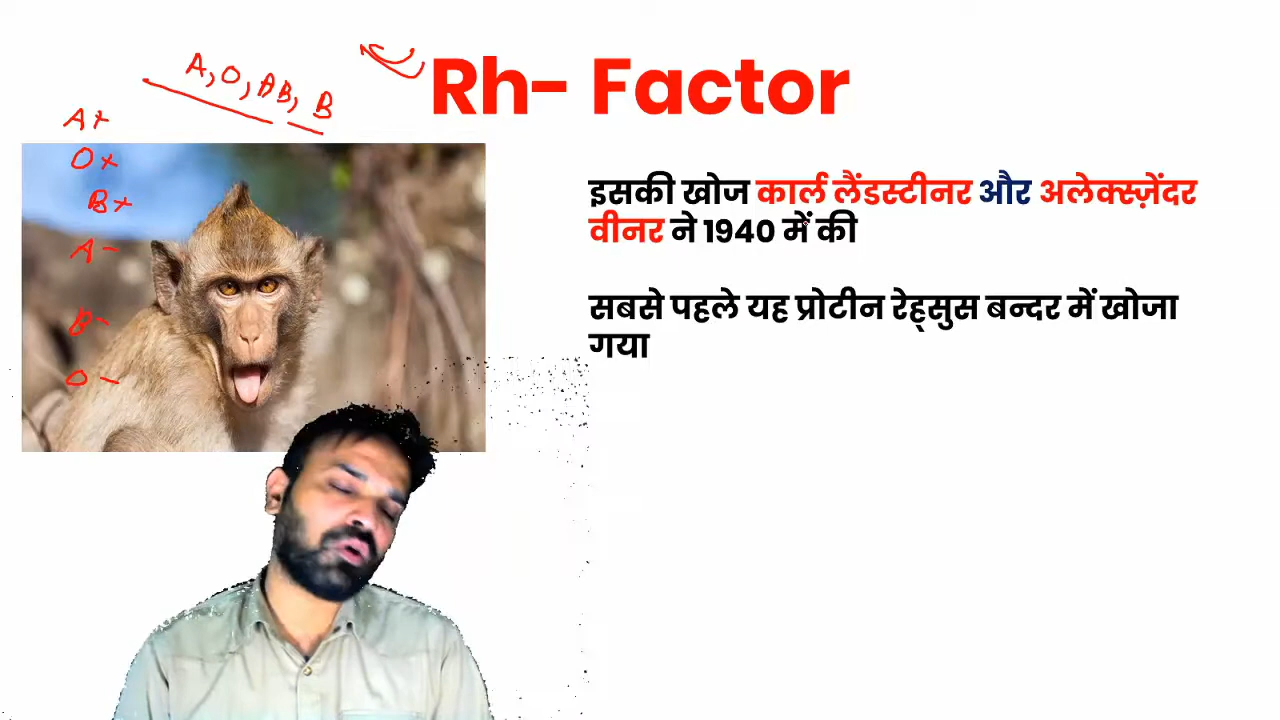 A, O, AB, B
Rh- Factor
A+
O+
B+
A-
B-
O-
इसकी खोज कार्ल लैंडस्टीनर और अलेक्स्ज़ेंदर
वीनर ने 1940 में की
सबसे पहले यह प्रोटीन रेह्सुस बन्दर में खोजा
गया